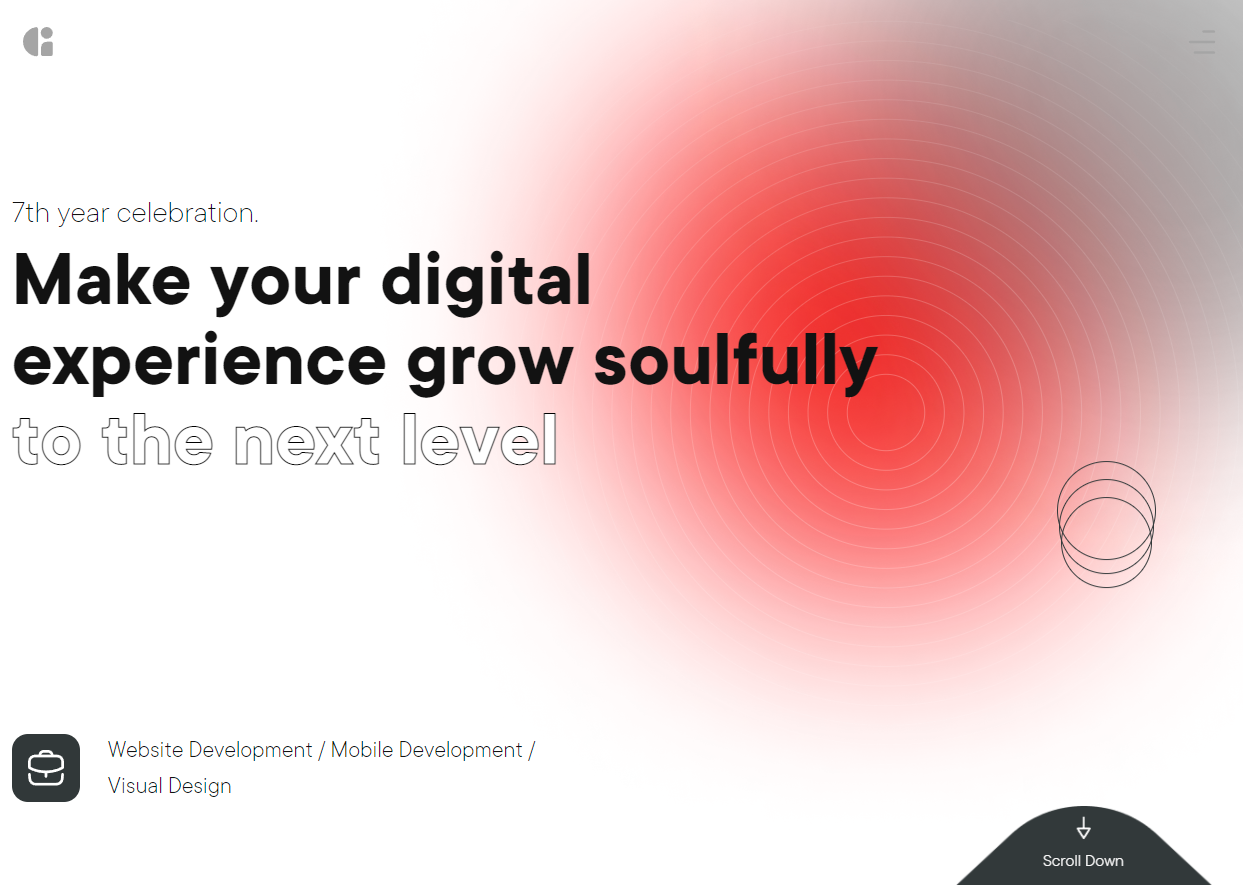 7th year celebration.
Make your digital
experience grow soulfully
to the next level
Website Development / Mobile Development /
Visual Design
Scroll Down